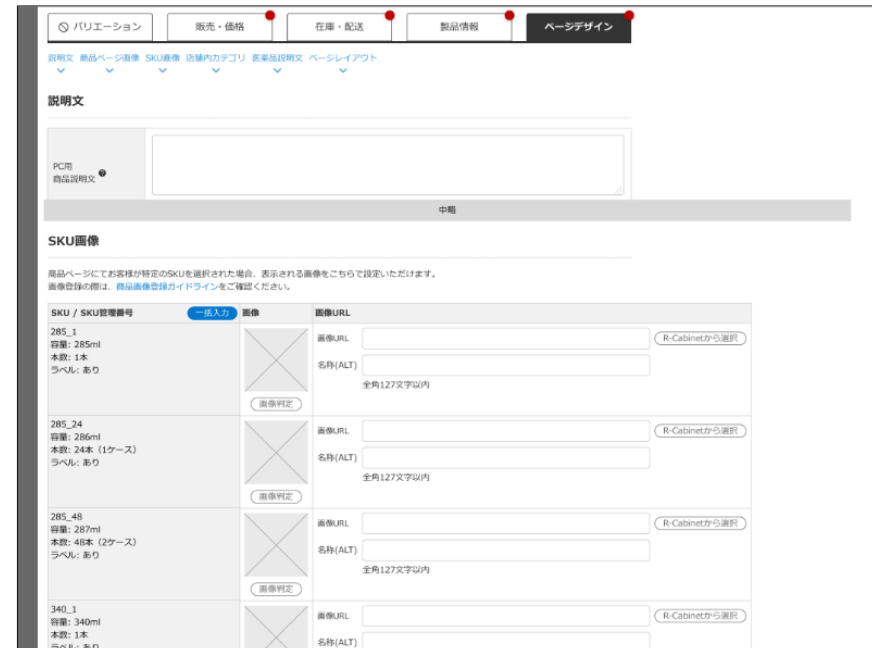 バリエーション 販売・価格 在庫・配送 製品情報 ページデザイン
説明文 商品ページ画像 SKU画像 店舗内カテゴリ 医薬品説明文 ページレイアウト
説明文
PC用
商品説明文
中略
SKU画像
商品ページにてお客様が特定のSKUを選択された場合、表示される画像をこちらで設定いただけます。
画像登録の際は、商品画像登録ガイドラインをご確認ください。
SKU / SKU管理番号 一括入力 画像 画像URL
285_1
容量: 285ml
本数: 1本
ラベル: あり
画像URL R-Cabinetから選択
名称(ALT)
全角127文字以内
画像判定
285_24
容量: 286ml
本数: 24本（1ケース）
ラベル: あり
画像URL R-Cabinetから選択
名称(ALT)
全角127文字以内
画像判定
285_48
容量: 287ml
本数: 48本（2ケース）
ラベル: あり
画像URL R-Cabinetから選択
名称(ALT)
全角127文字以内
画像判定
340_1
容量: 340ml
本数: 1本
ラベル: あり
画像URL R-Cabinetから選択
名称(ALT)